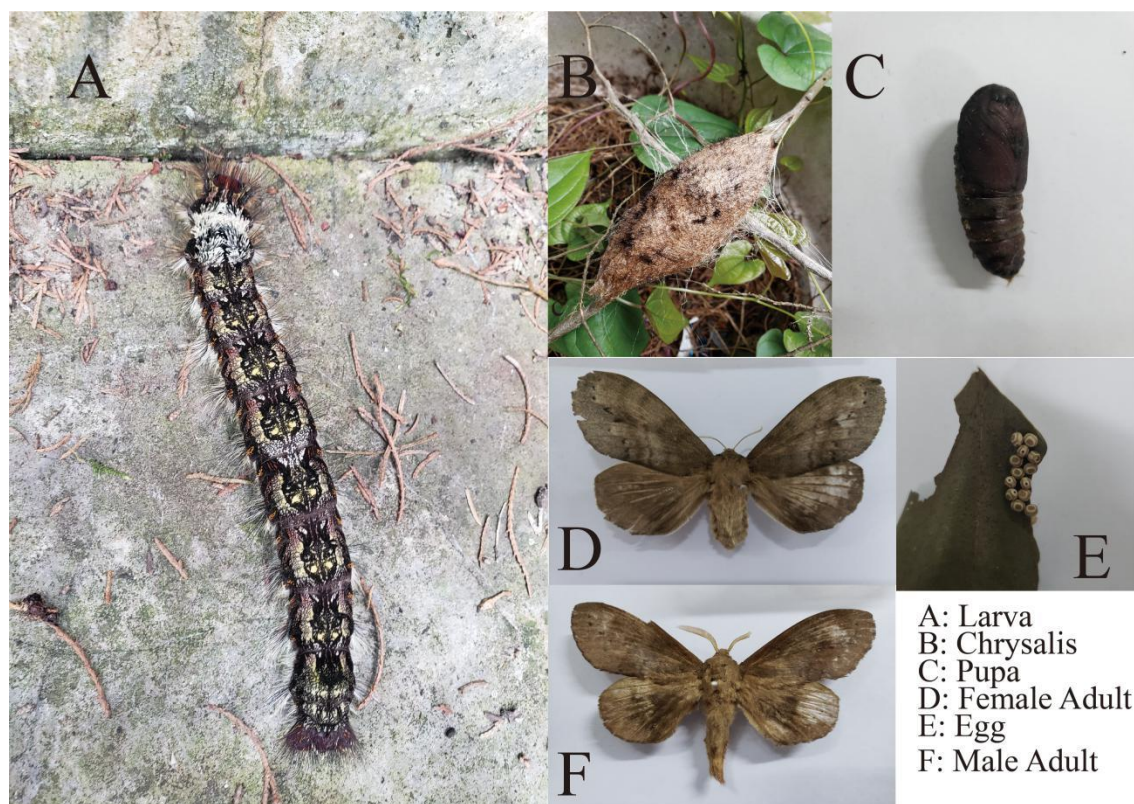 A
B
C
D
E
F
A: Larva
B: Chrysalis
C: Pupa
D: Female Adult
E: Egg
F: Male Adult